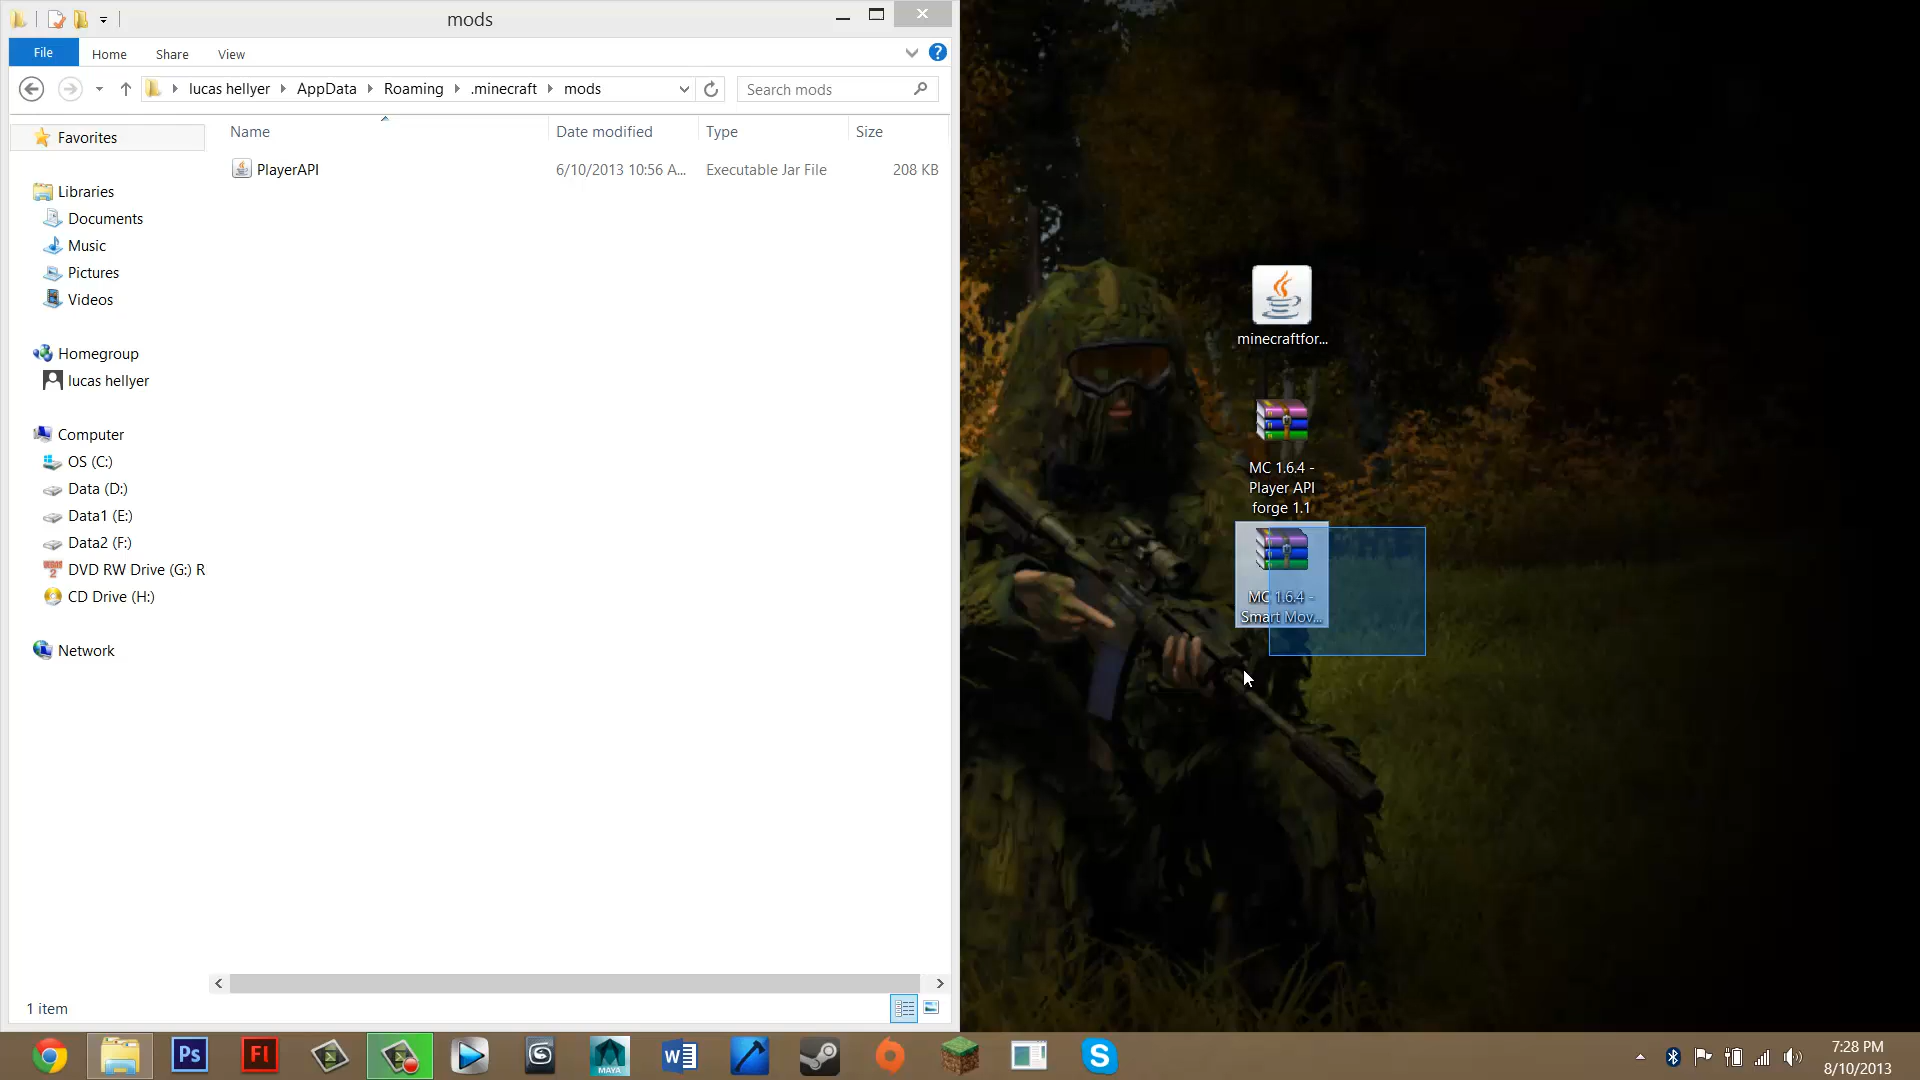 mods
File
Home
Share
View
lucas hellyer
AppData
Roaming
.minecraft
mods
Search mods
Favorites
Name
Date modified
Type
Size
PlayerAPI
6/10/2013 10:56 A...
Executable Jar File
208 KB
Libraries
Documents
Music
Pictures
Videos
Homegroup
lucas hellyer
Computer
OS (C:)
Data (D:)
Data1 (E:)
Data2 (F:)
DVD RW Drive (G:) R
CD Drive (H:)
Network
1 item
minecraftfor...
MC 1.6.4 -
Player API
forge 1.1
MC 1.6.4 -
Smart Mov...
Ps
Fl
MAYA
W
S
7:28 PM
8/10/2013